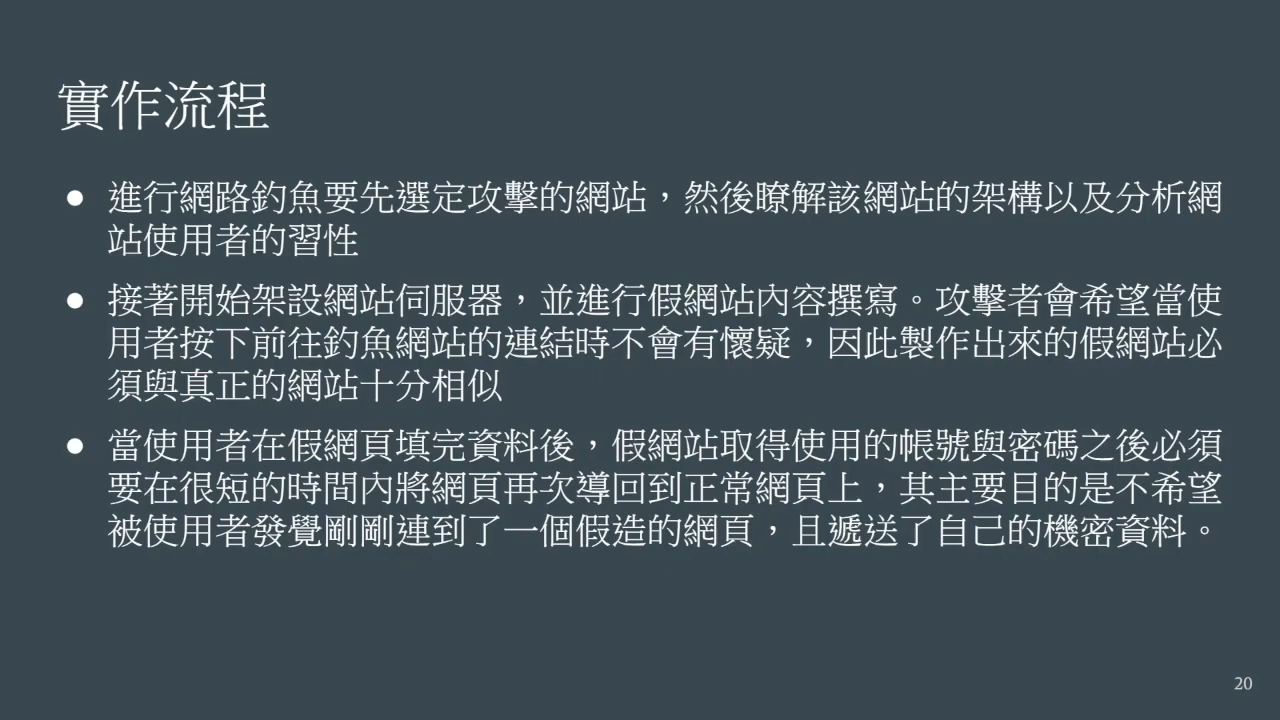 實作流程
● 進行網路釣魚要先選定攻擊的網站，然後瞭解該網站的架構以及分析網
站使用者的習性
● 接著開始架設網站伺服器，並進行假網站內容撰寫。攻擊者會希望當使
用者按下前往釣魚網站的連結時不會有懷疑，因此製作出來的假網站必
須與真正的網站十分相似
● 當使用者在假網頁填完資料後，假網站取得使用的帳號與密碼之後必須
要在很短的時間內將網頁再次導回到正常網頁上，其主要目的是不希望
被使用者發覺剛剛連到了一個假造的網頁，且遞送了自己的機密資料。
20